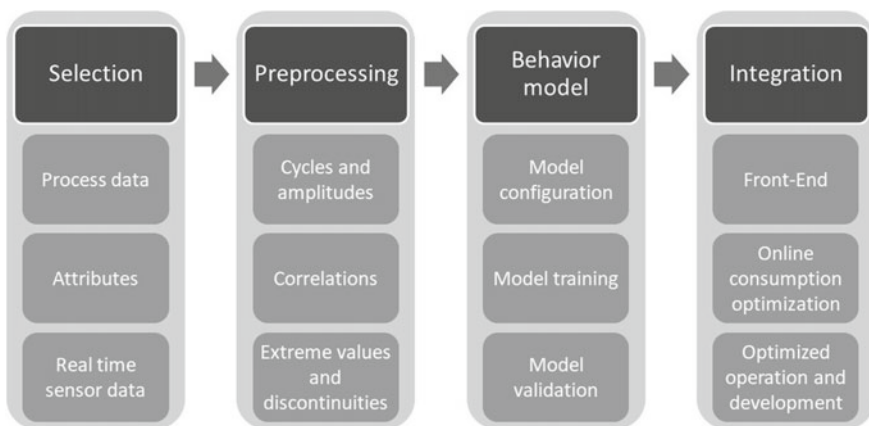 Selection
Process data
Attributes
Real time
sensor data
Preprocessing
Cycles and
amplitudes
Correlations
Extreme values
and
discontinuities
Behavior
model
Model
configuration
Model training
Model
validation
Integration
Front-End
Online
consumption
optimization
Optimized
operation and
development